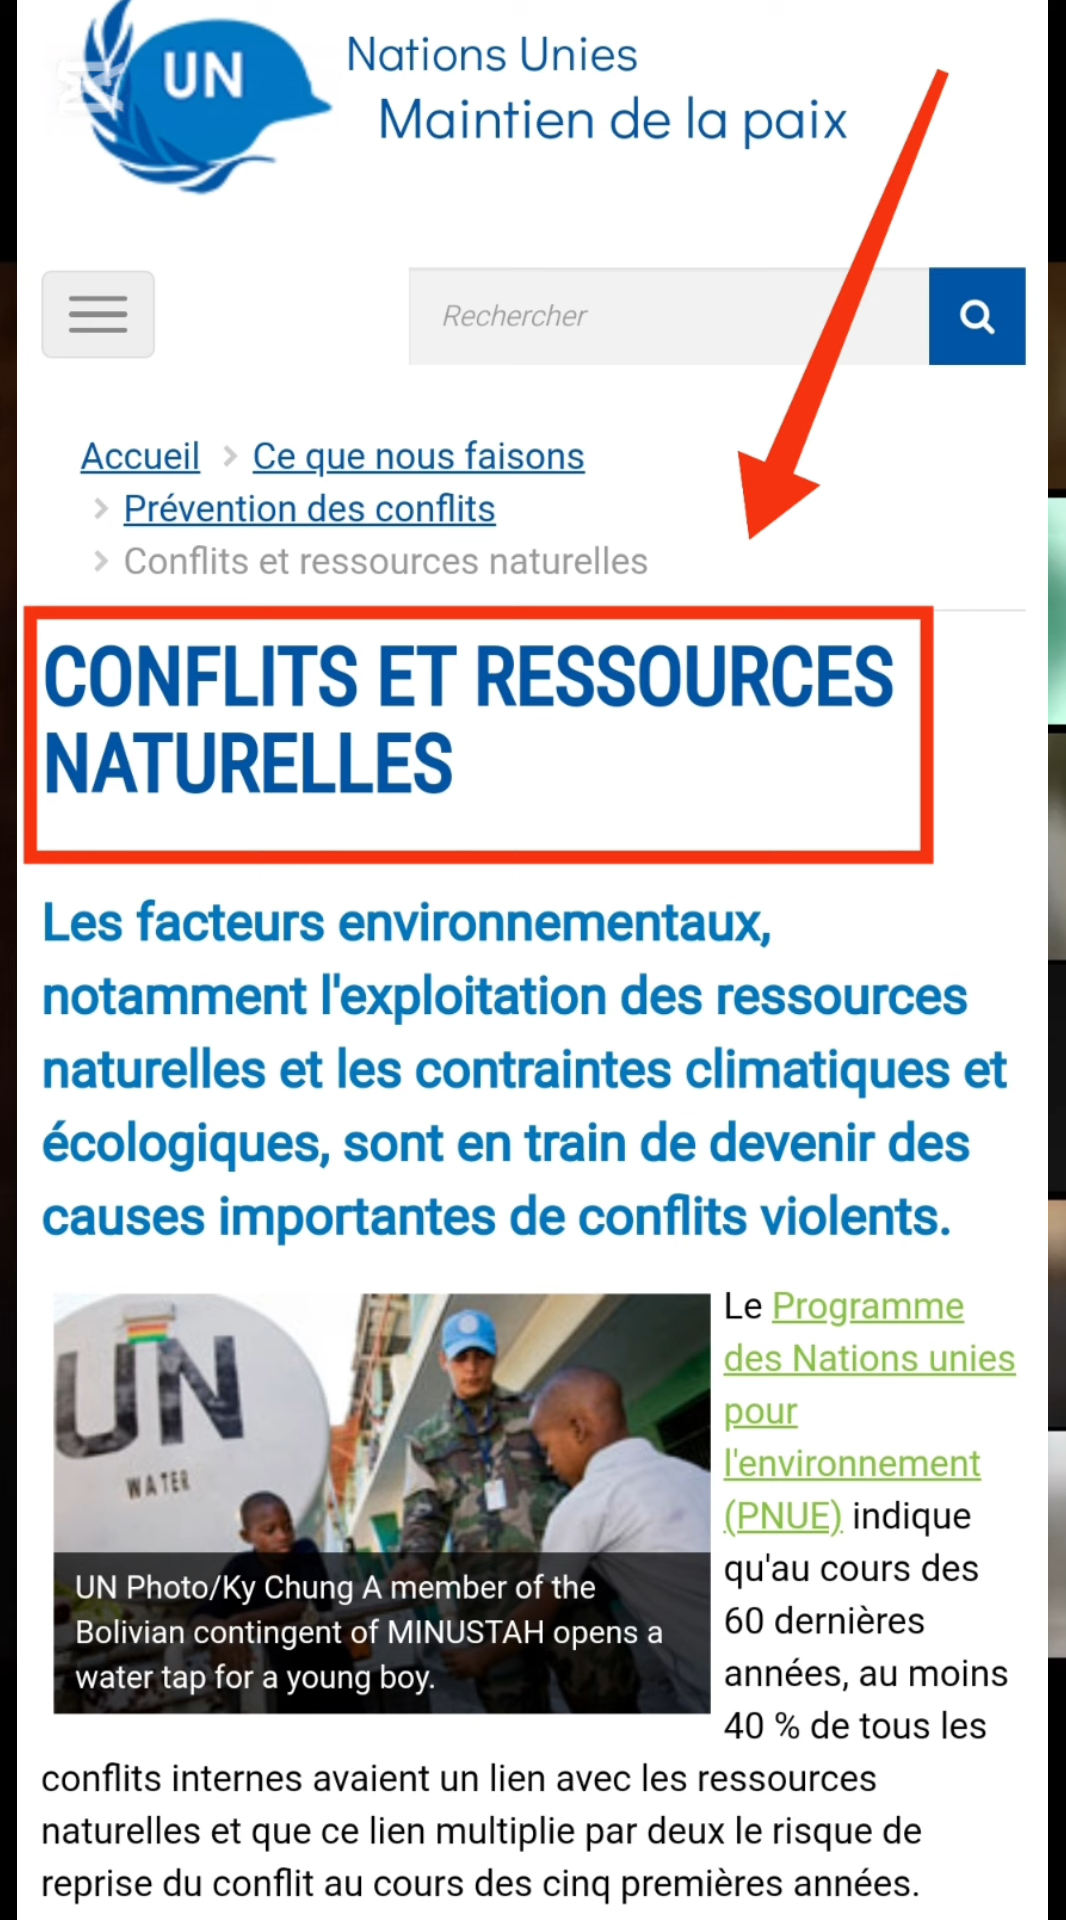 UN
Nations Unies
Maintien de la paix
Rechercher
Accueil > Ce que nous faisons
> Prévention des conflits
> Conflits et ressources naturelles
CONFLITS ET RESSOURCES
NATURELLES
Les facteurs environnementaux,
notamment l'exploitation des ressources
naturelles et les contraintes climatiques et
écologiques, sont en train de devenir des
causes importantes de conflits violents.
UN
WATER
UN Photo/Ky Chung A member of the
Bolivian contingent of MINUSTAH opens a
water tap for a young boy.
Le Programme
des Nations unies
pour
l'environnement
(PNUE) indique
qu'au cours des
60 dernières
années, au moins
40 % de tous les
conflits internes avaient un lien avec les ressources
naturelles et que ce lien multiplie par deux le risque de
reprise du conflit au cours des cinq premières années.